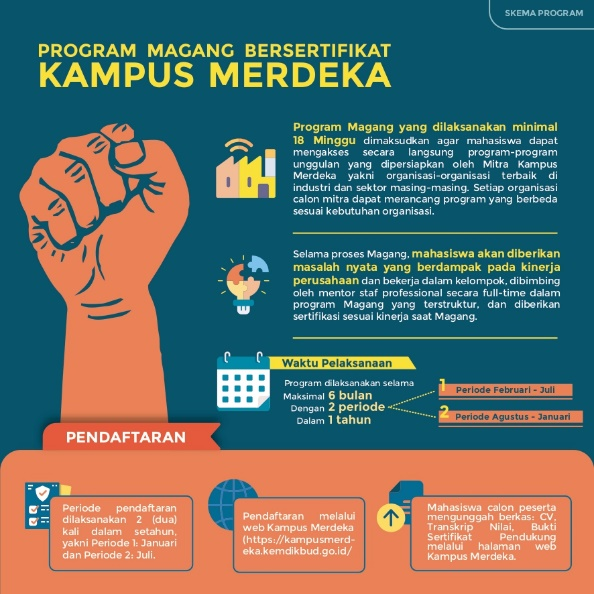 SKEMA PROGRAM
PROGRAM MAGANG BERSERTIFIKAT
KAMPUS MERDEKA
Program Magang yang dilaksanakan minimal
18 Minggu dimaksudkan agar mahasiswa dapat
mengakses secara langsung program-program
unggulan yang dipersiapkan oleh Mitra Kampus
Merdeka yakni organisasi-organisasi terbaik di
industri dan sektor masing-masing. Setiap organisasi
calon mitra dapat merancang program yang berbeda
sesuai kebutuhan organisasi.
Selama proses Magang, mahasiswa akan diberikan
masalah nyata yang berdampak pada kinerja
perusahaan dan bekerja dalam kelompok, dibimbing
oleh mentor staf professional secara full-time dalam
program Magang yang terstruktur, dan diberikan
sertifikasi sesuai kinerja saat Magang.
Waktu Pelaksanaan
Program dilaksanakan selama
Maksimal 6 bulan
Dengan 2 periode
Dalam 1 tahun
1 Periode Februari - Juli
2 Periode Agustus - Januari
PENDAFTARAN
Periode pendaftaran
dilaksanakan 2 (dua)
kali dalam setahun,
yakni Periode 1: Januari
dan Periode 2: Juli.
Pendaftaran melalui
web Kampus Merdeka
(https://kampusmerd-
eka.kemdikbud.go.id/
Mahasiswa calon peserta
mengunggah berkas: CV,
Transkrip Nilai, Bukti
Sertifikat Pendukung
melalui halaman web
Kampus Merdeka.